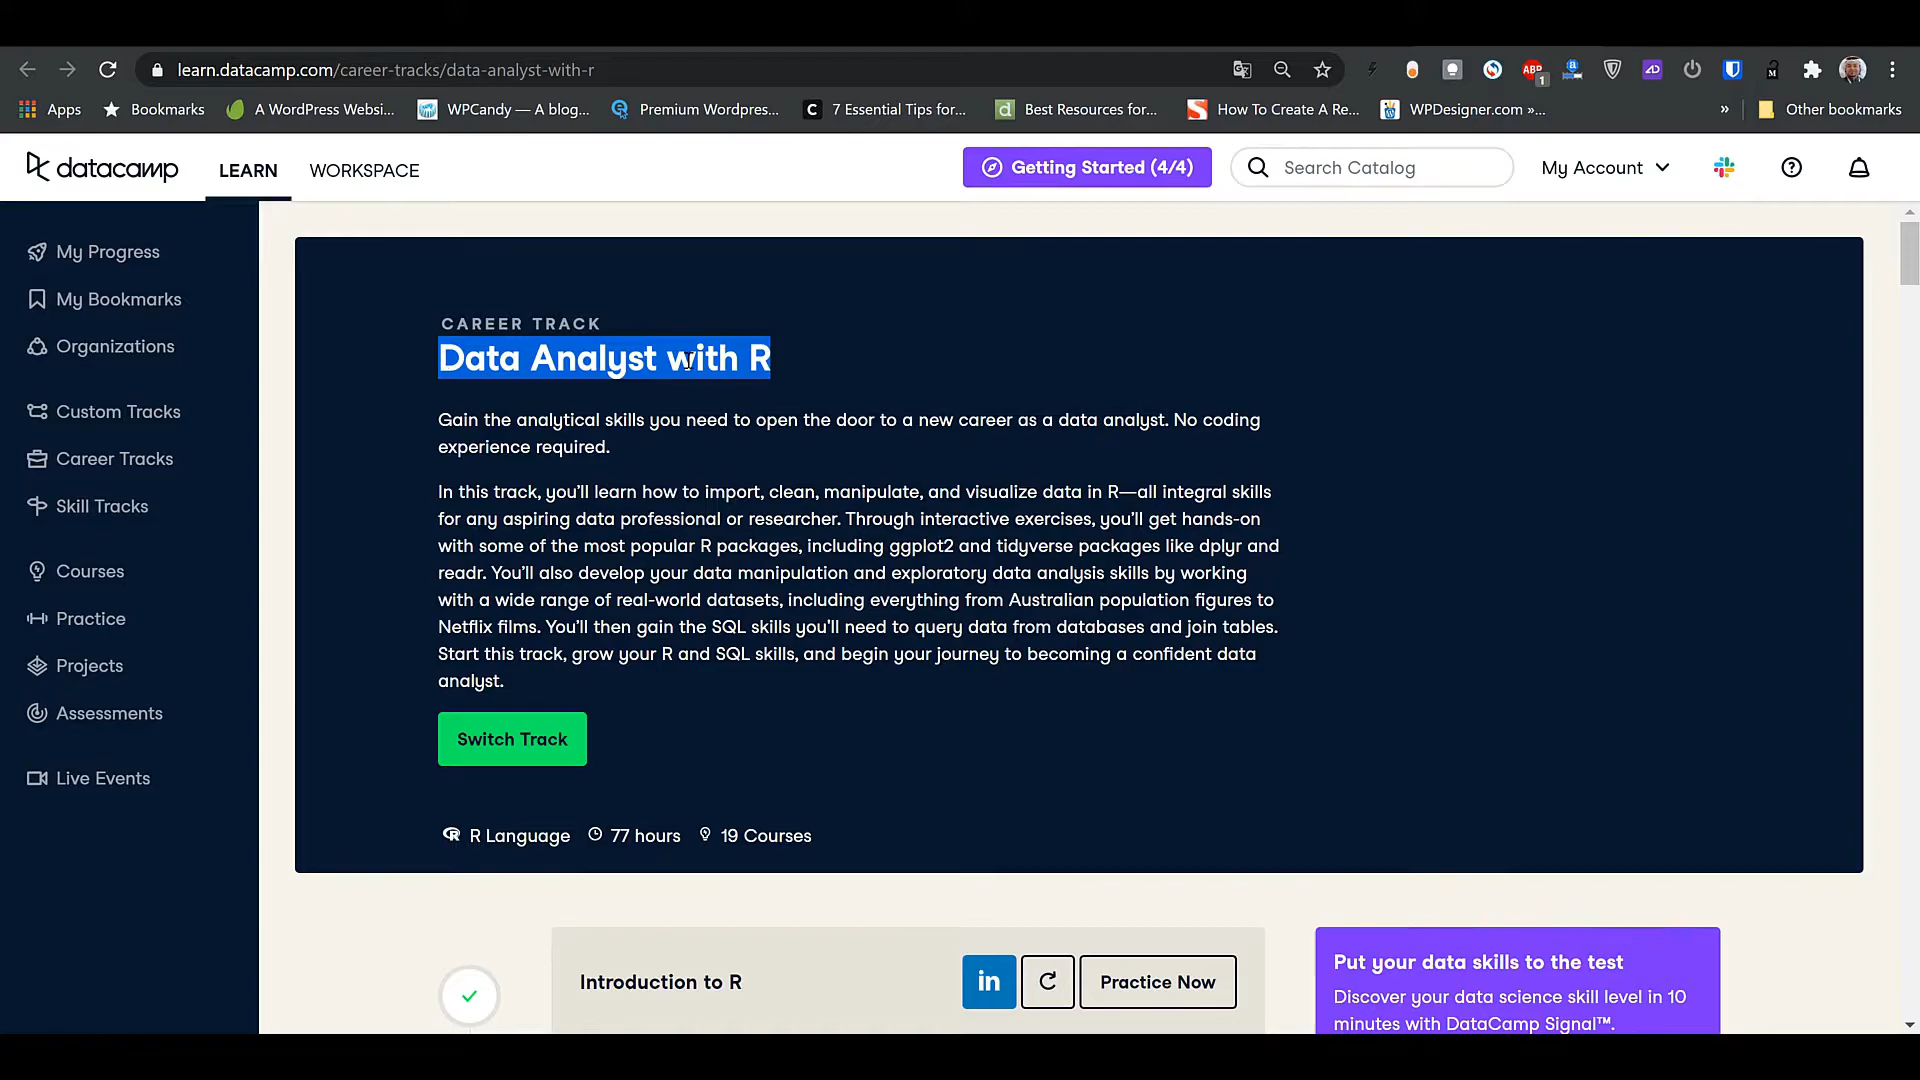 learn.datacamp.com/career-tracks/data-analyst-with-r
ABP
1
a
M
Apps
Bookmarks
A WordPress Websi...
WPCandy — A blog...
Premium Wordpres...
7 Essential Tips for...
Best Resources for...
How To Create A Re...
WPDesigner.com »...
»
Other bookmarks
datacamp
LEARN
WORKSPACE
Getting Started (4/4)
Search Catalog
My Account
My Progress
My Bookmarks
Organizations
Custom Tracks
Career Tracks
Skill Tracks
Courses
Practice
Projects
Assessments
Live Events
CAREER TRACK
Data Analyst with R
Gain the analytical skills you need to open the door to a new career as a data analyst. No coding
experience required.
In this track, you'll learn how to import, clean, manipulate, and visualize data in R—all integral skills
for any aspiring data professional or researcher. Through interactive exercises, you'll get hands-on
with some of the most popular R packages, including ggplot2 and tidyverse packages like dplyr and
readr. You'll also develop your data manipulation and exploratory data analysis skills by working
with a wide range of real-world datasets, including everything from Australian population figures to
Netflix films. You'll then gain the SQL skills you'll need to query data from databases and join tables.
Start this track, grow your R and SQL skills, and begin your journey to becoming a confident data
analyst.
Switch Track
R Language
77 hours
19 Courses
Introduction to R
in
Practice Now
Put your data skills to the test
Discover your data science skill level in 10
minutes with DataCamp Signal™.